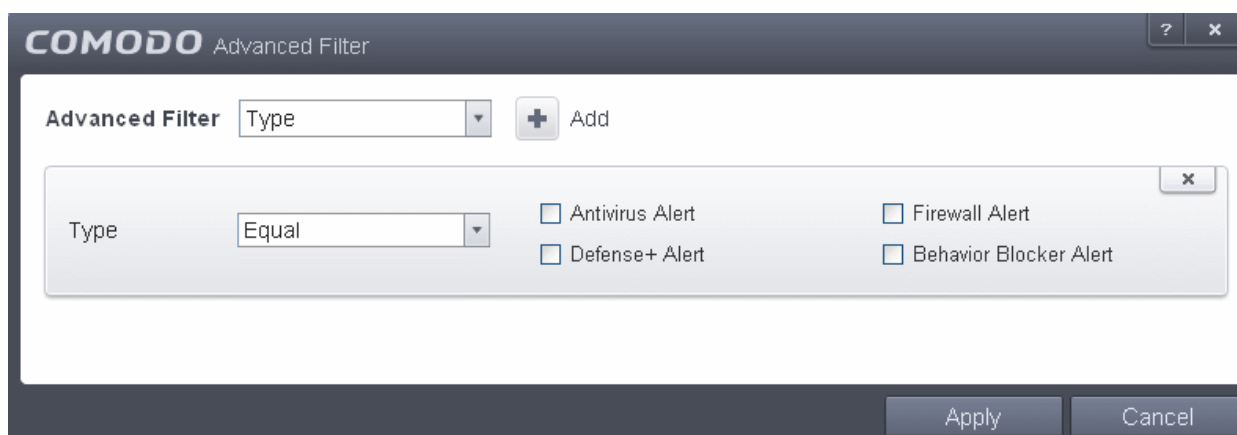 COMODO Advanced Filter ? x
Advanced Filter Type + Add
x
Type Equal
Antivirus Alert Firewall Alert
Defense+ Alert Behavior Blocker Alert
Apply Cancel